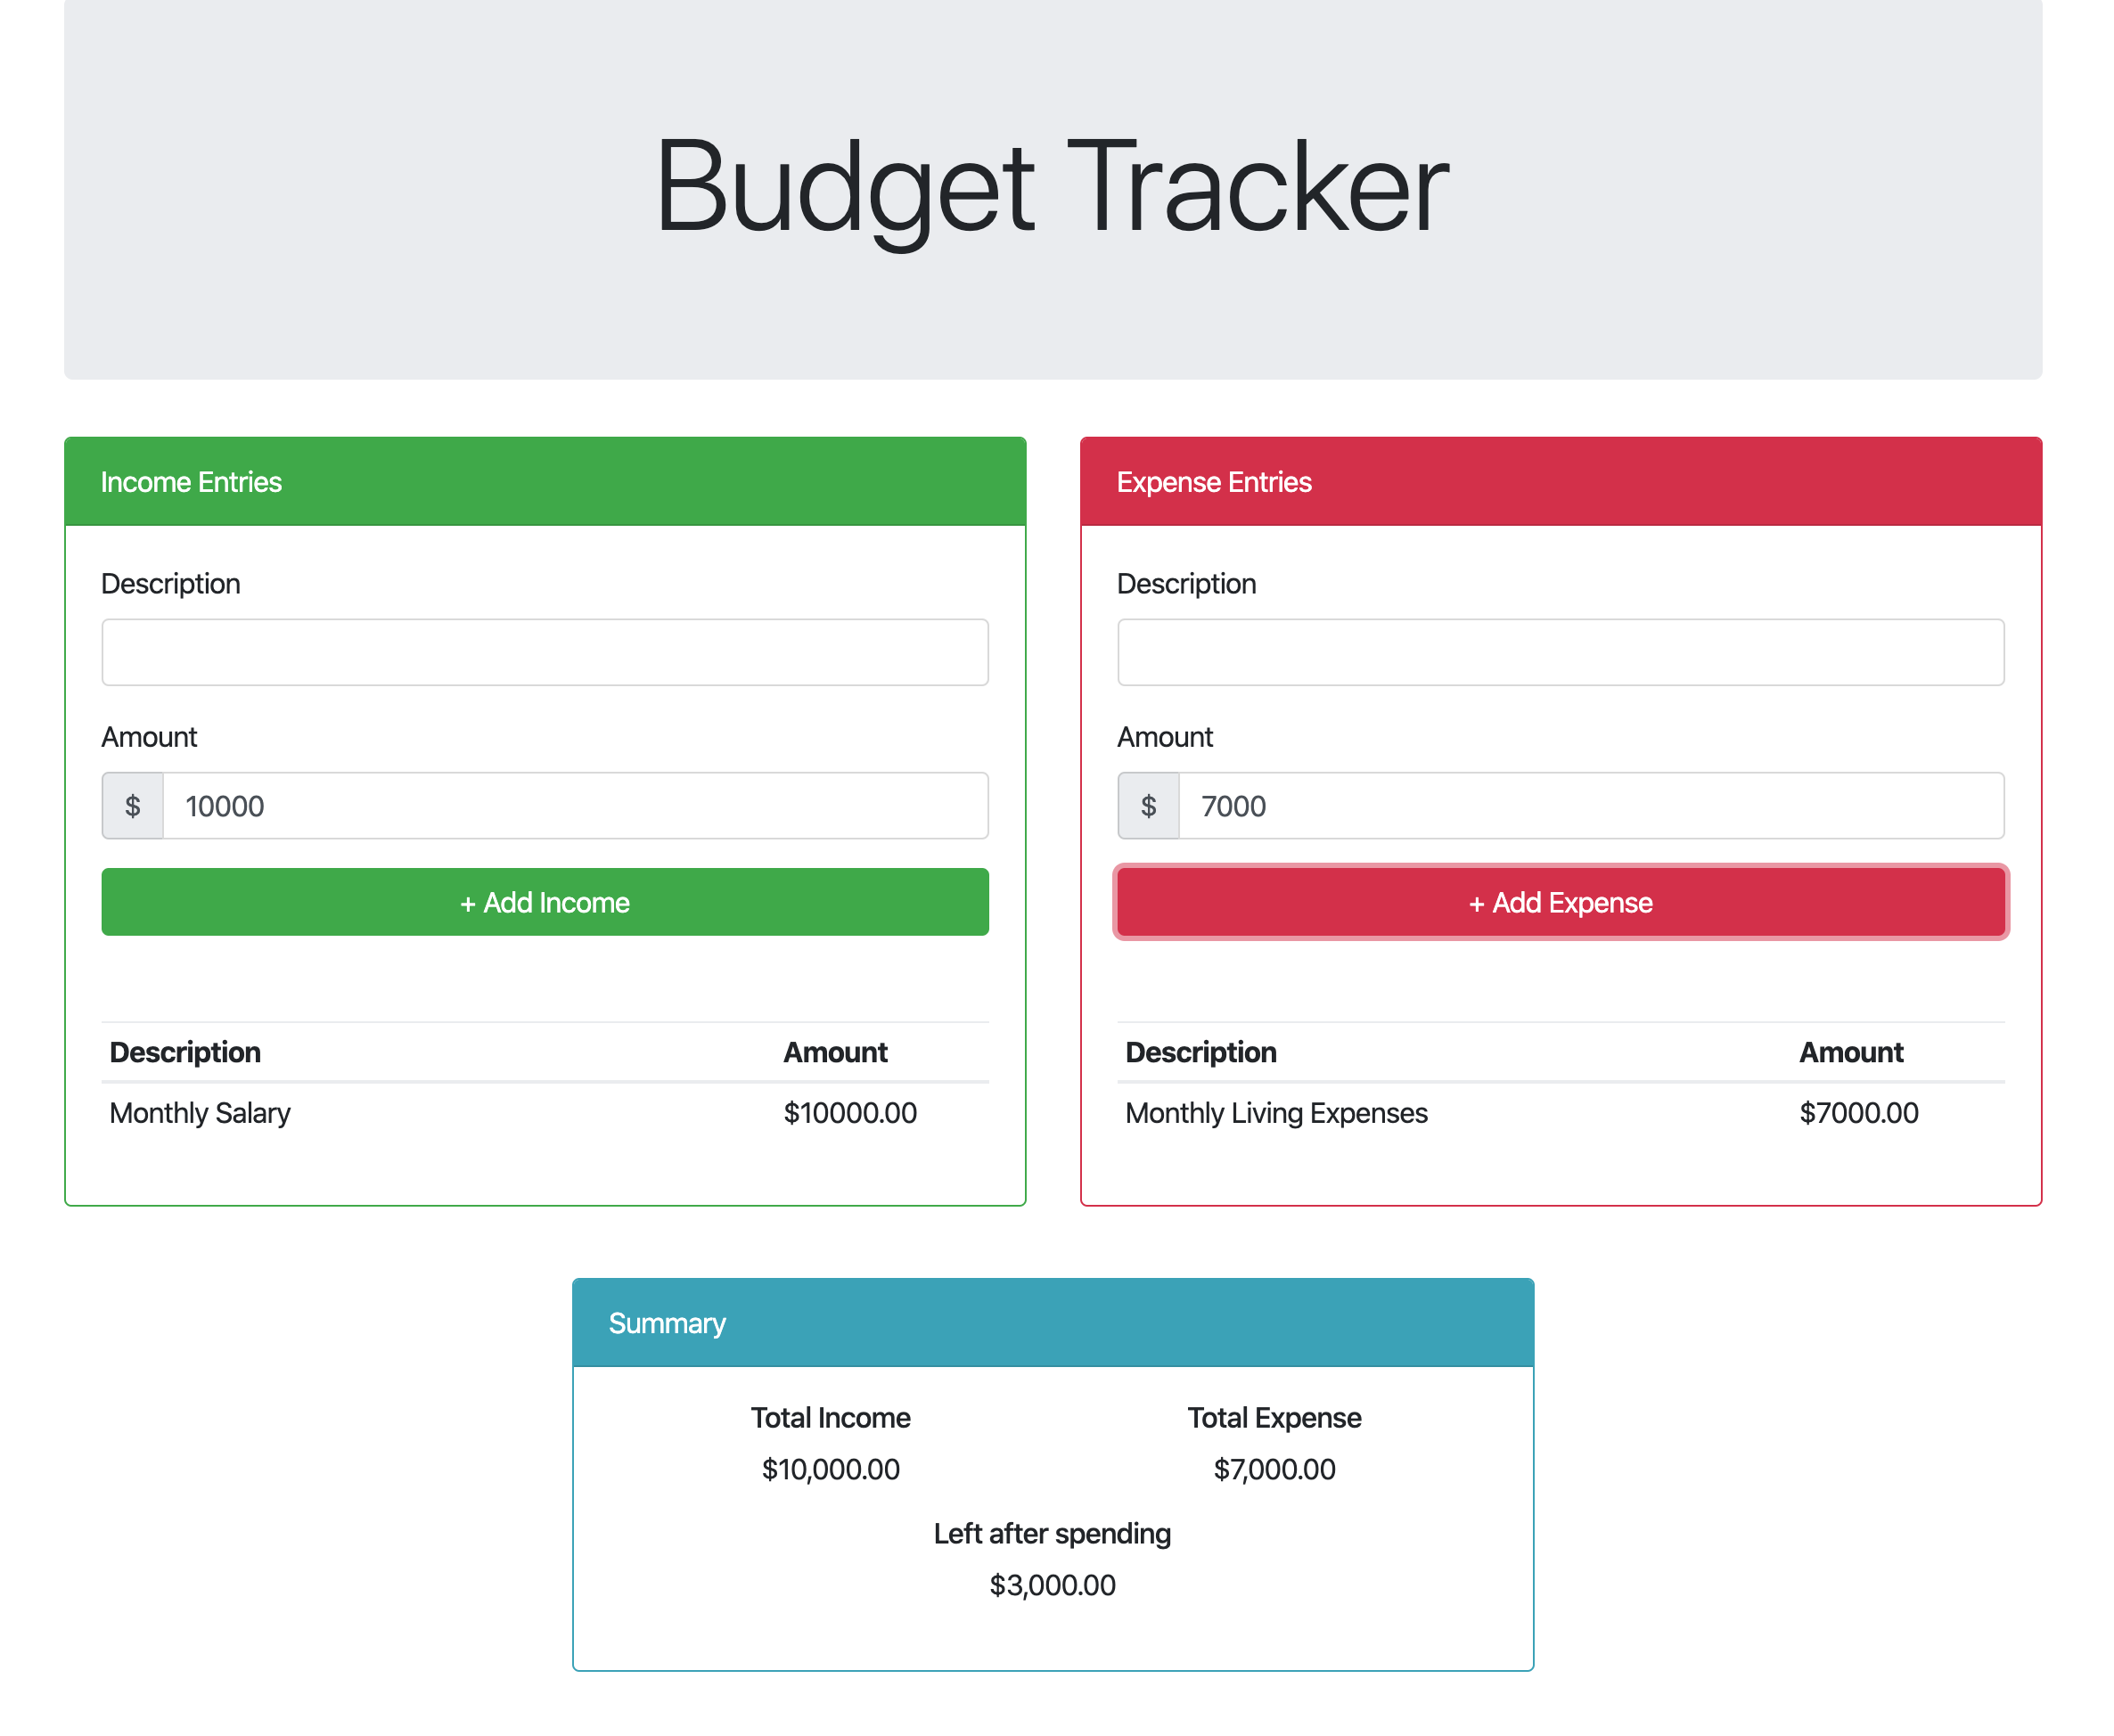 Budget Tracker
Income Entries
Description
Amount
$ 10000
+ Add Income
Description Amount
Monthly Salary $10000.00
Expense Entries
Description
Amount
$ 7000
+ Add Expense
Description Amount
Monthly Living Expenses $7000.00
Summary
Total Income Total Expense
$10,000.00 $7,000.00
Left after spending
$3,000.00